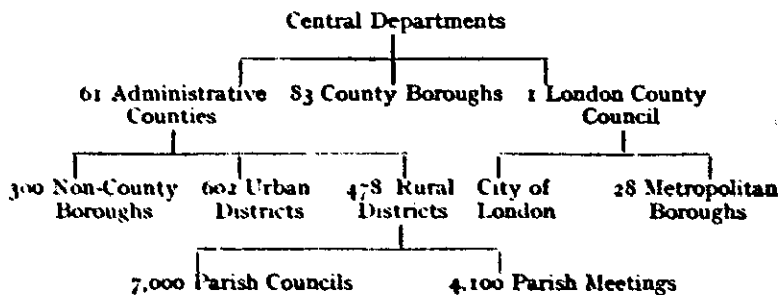 Central Departments
61 Administrative Counties
83 County Boroughs
1 London County Council
300 Non-County Boroughs
602 Urban Districts
478 Rural Districts
City of London
28 Metropolitan Boroughs
7,000 Parish Councils
4,100 Parish Meetings